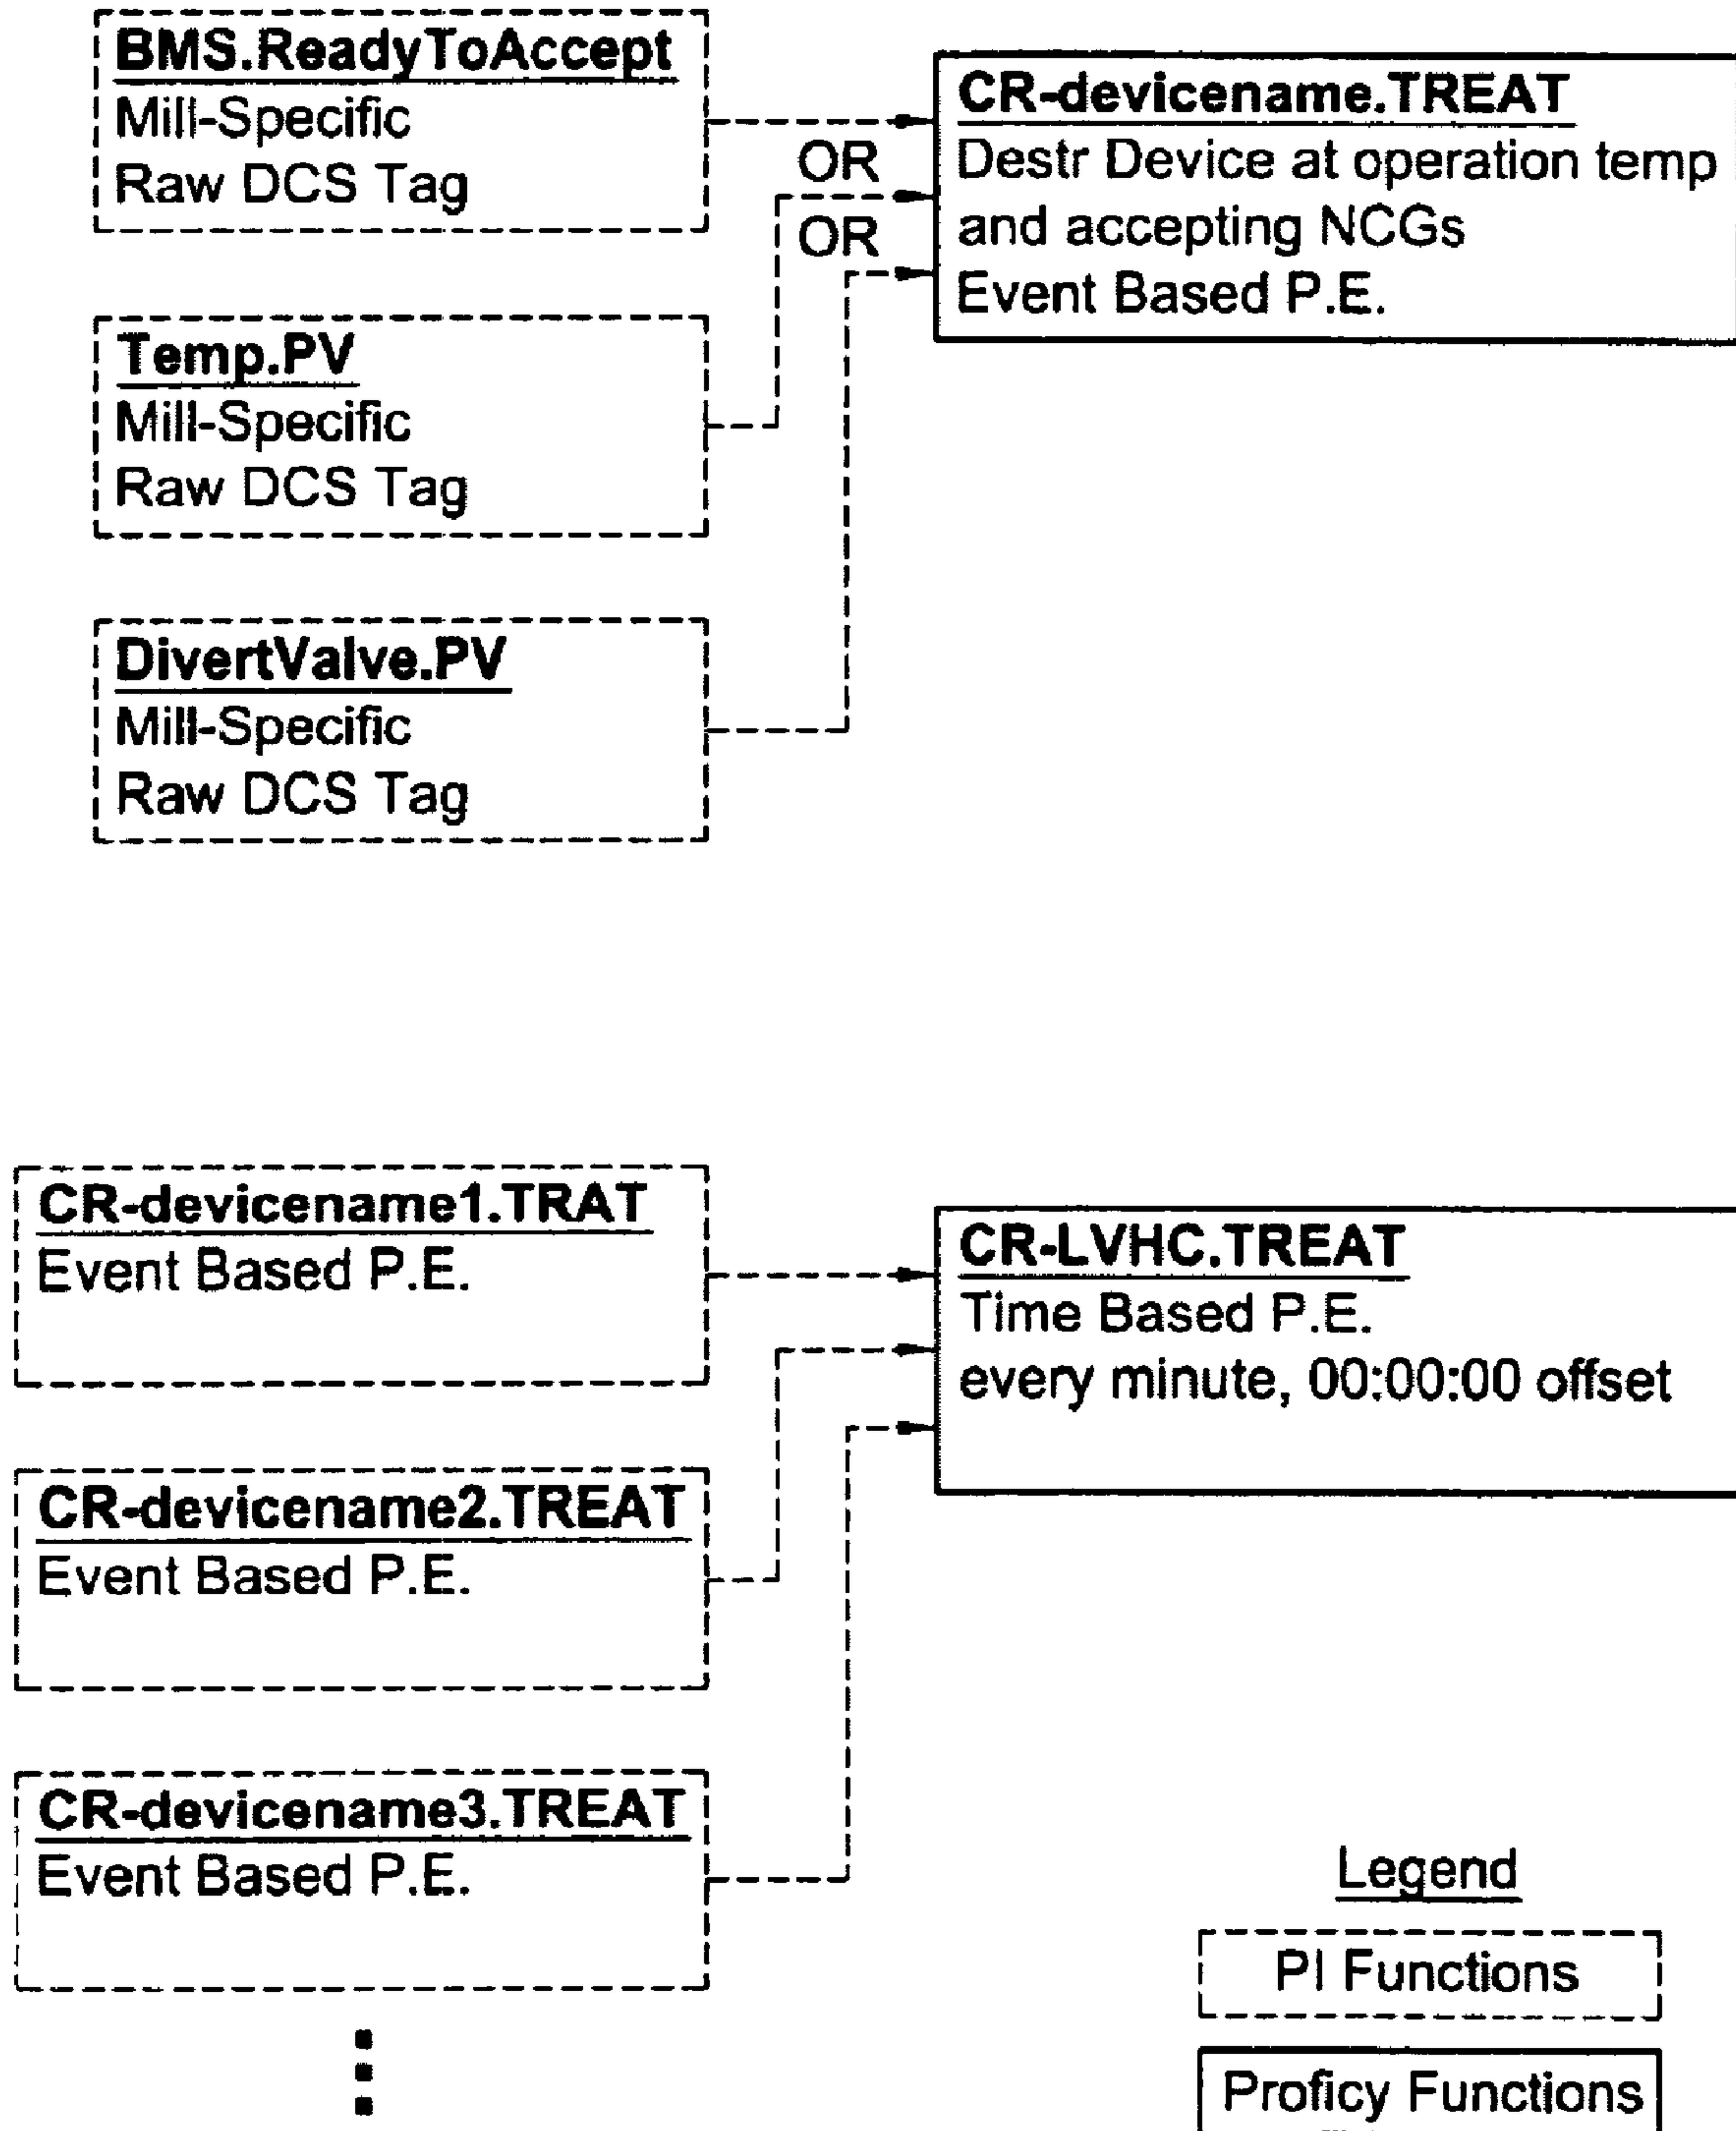 BMS.ReadyToAccept
Mill-Specific
Raw DCS Tag
OR
OR
CR-devicename.TREAT
Destr Device at operation temp
and accepting NCGs
Event Based P.E.
Temp.PV
Mill-Specific
Raw DCS Tag
DivertValve.PV
Mill-Specific
Raw DCS Tag
CR-devicename1.TRAT
Event Based P.E.
CR-LVHC.TREAT
Time Based P.E.
every minute, 00:00:00 offset
CR-devicename2.TREAT
Event Based P.E.
CR-devicename3.TREAT
Event Based P.E.
Legend
PI Functions
Proficy Functions